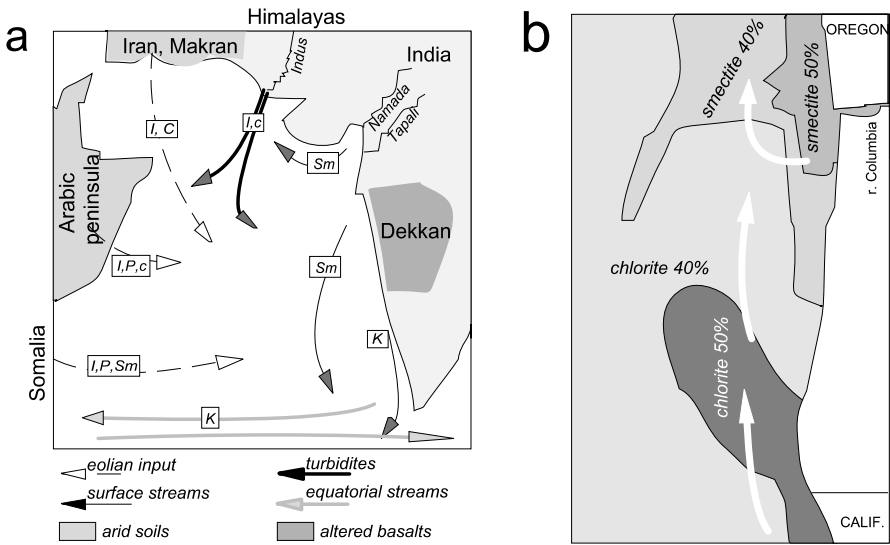 a
Himalayas
Iran, Makran
Indus
India
I, C
I,c
Namada
Tapali
Sm
Arabic
peninsula
Dekkan
I,P,c
Sm
K
Somalia
I,P,Sm
K
eolian input
turbidites
surface streams
equatorial streams
arid soils
altered basalts
b
OREGON
smectite 40%
smectite 50%
r. Columbia
chlorite 40%
chlorite 50%
CALIF.